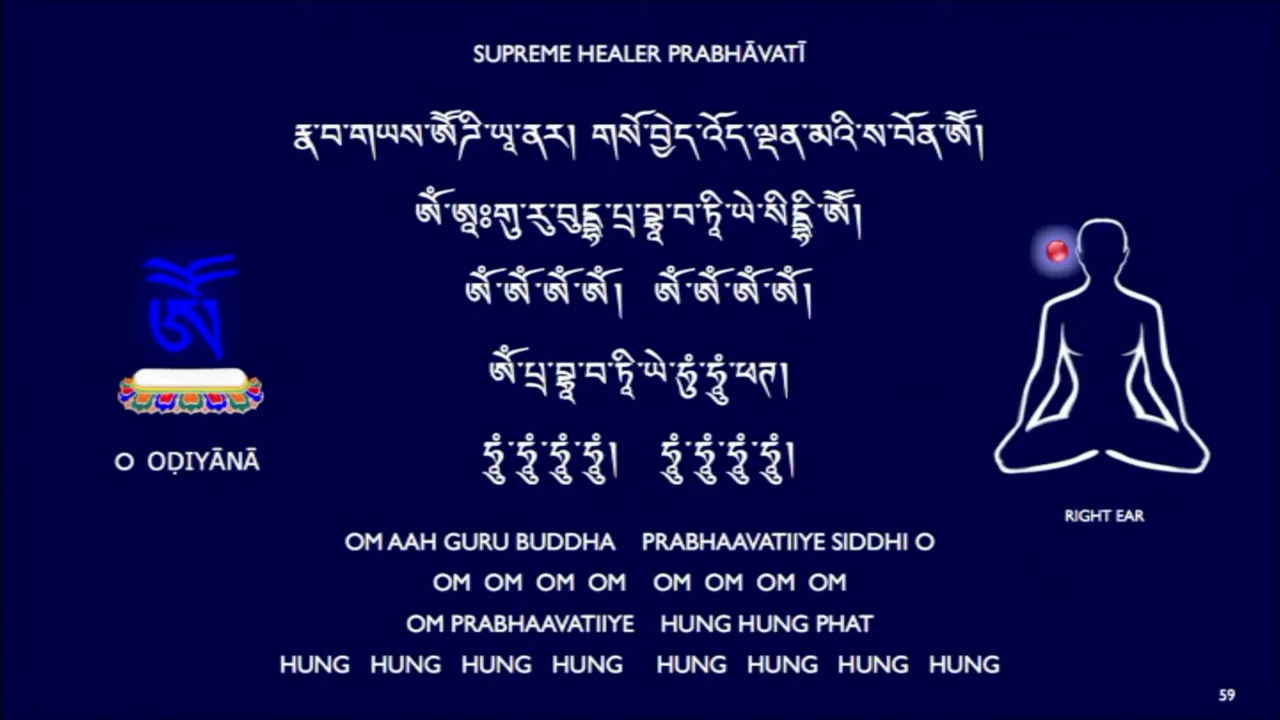 SUPREME HEALER PRABHĀVATĪ
རྣ་བ་གཡས་ཨཽ་ཌི་ཡཱ་ནར། གསོ་བྱེད་འོད་ལྡན་མའི་ས་བོན་ཨཽ།
ཨོཾ་ཨཱཿགུ་རུ་བུདྡྷ་པྲ་བྷཱ་བ་ཏཱི་ཡེ་སིདྡྷི་ཨཽ།
ཨོཾ་ཨོཾ་ཨོཾ་ཨོཾ། ཨོཾ་ཨོཾ་ཨོཾ་ཨོཾ།
ཨོཾ་པྲ་བྷཱ་བ་ཏཱི་ཡེ་ཧུཾ་ཧཱུཾ་ཕཊ།
ཧཱུཾ་ཧཱུཾ་ཧཱུཾ་ཧཱུཾ། ཧཱུཾ་ཧཱུཾ་ཧཱུཾ་ཧཱུཾ།
ཨཽ
O OḌIYĀNĀ
RIGHT EAR
OM AAH GURU BUDDHA PRABHAAVATIIYE SIDDHI O
OM OM OM OM OM OM OM OM
OM PRABHAAVATIIYE HUNG HUNG PHAT
HUNG HUNG HUNG HUNG HUNG HUNG HUNG HUNG
59